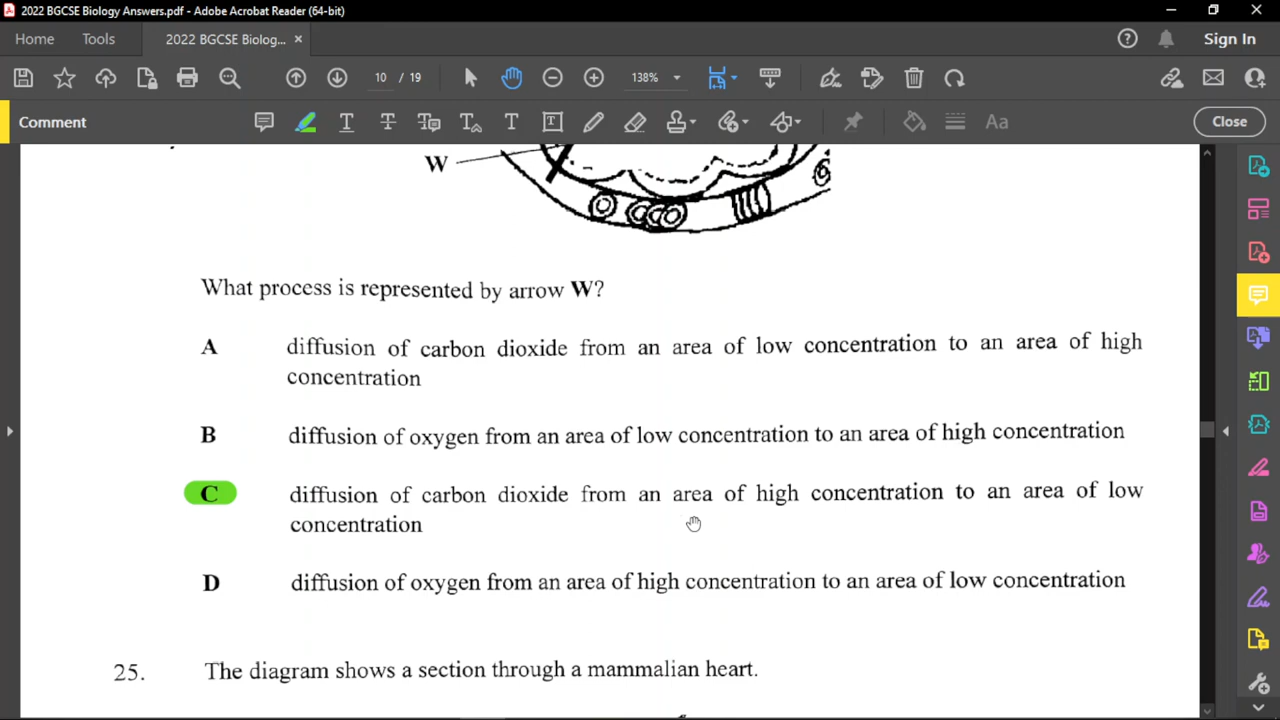 2022 BGCSE Biology Answers.pdf - Adobe Acrobat Reader (64-bit)
Home Tools 2022 BGCSE Biolog... × Sign In
10 / 19 138%
Comment Close
W
What process is represented by arrow W?
A diffusion of carbon dioxide from an area of low concentration to an area of high
concentration
B diffusion of oxygen from an area of low concentration to an area of high concentration
C diffusion of carbon dioxide from an area of high concentration to an area of low
concentration
D diffusion of oxygen from an area of high concentration to an area of low concentration
25. The diagram shows a section through a mammalian heart.